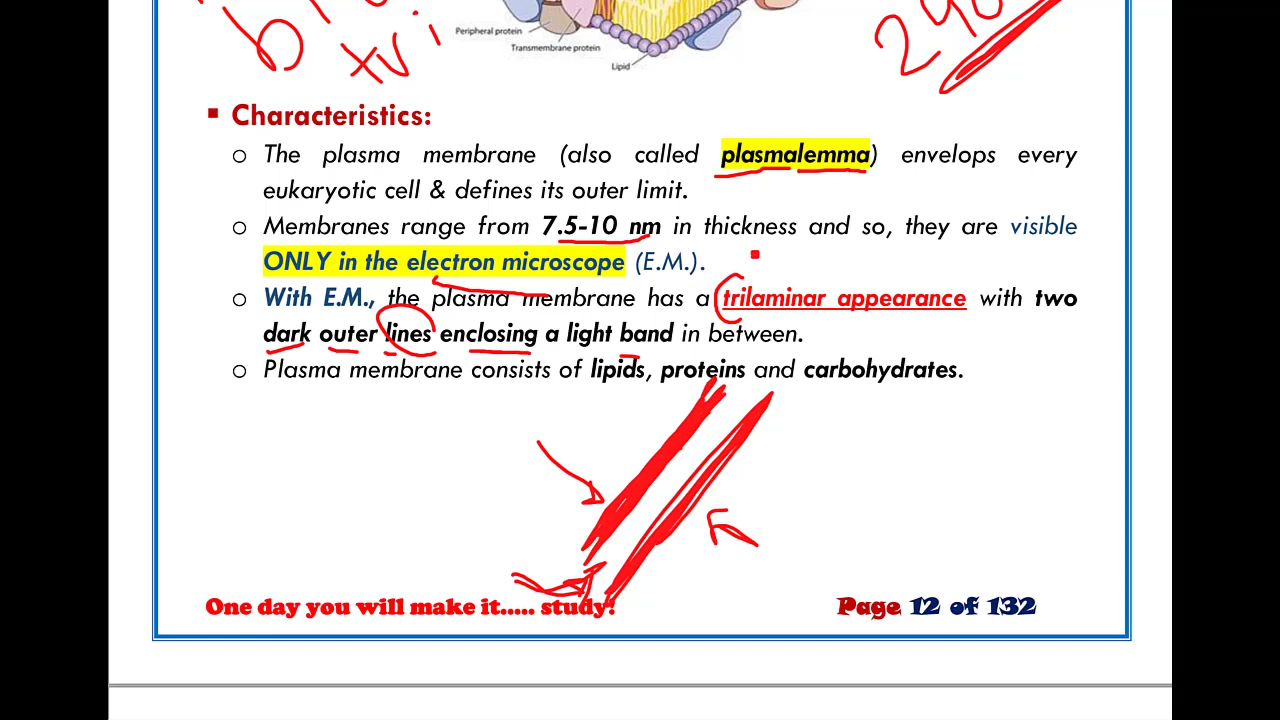 Peripheral protein
Transmembrane protein
Lipid
tri
▪ Characteristics:
o The plasma membrane (also called plasmalemma) envelops every
eukaryotic cell & defines its outer limit.
o Membranes range from 7.5-10 nm in thickness and so, they are visible
ONLY in the electron microscope (E.M.).
o With E.M., the plasma membrane has a trilaminar appearance with two
dark outer lines enclosing a light band in between.
o Plasma membrane consists of lipids, proteins and carbohydrates.
One day you will make it..... study!
Page 12 of 132